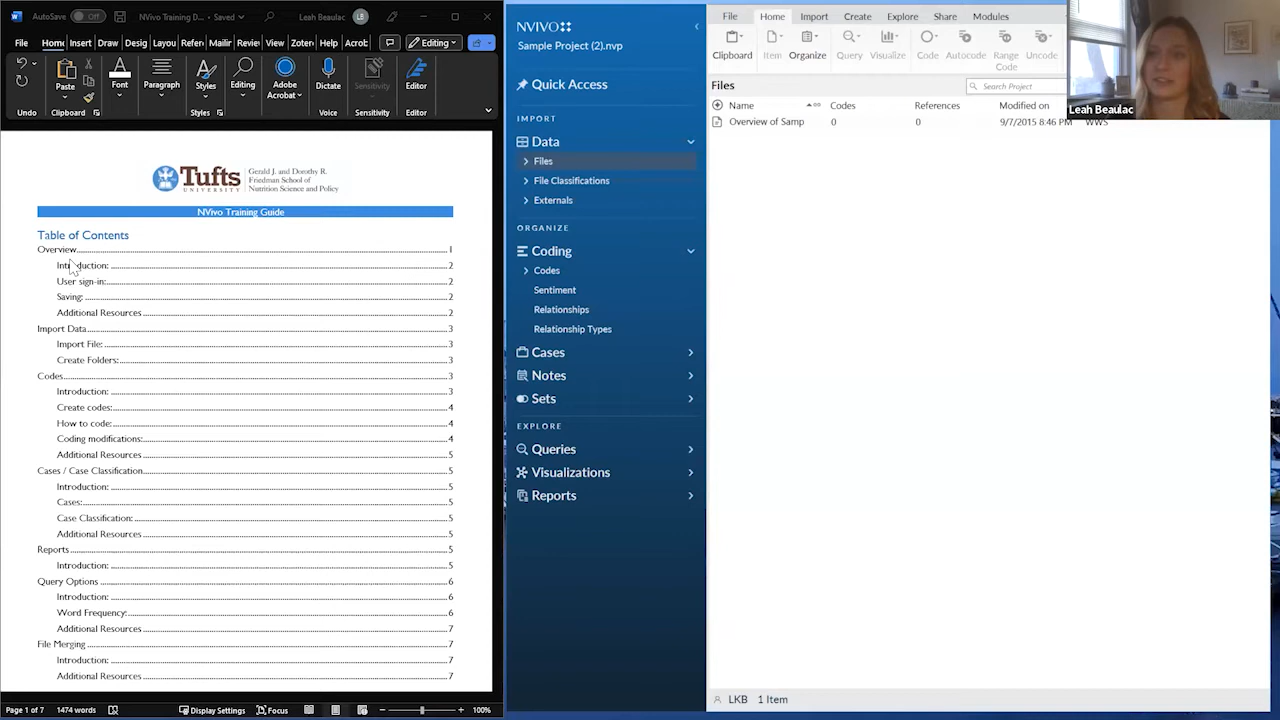 AutoSave Off NVivo Training D... Saved Leah Beaulac LB
File Home Insert Draw Desig Layou Refer Mailir Revie View Zoter Help Acrob Editing
Undo Paste Clipboard Font Paragraph Styles Styles Editing Adobe Acrobat Dictate Voice Sensitivity Sensitivity Editor Editor
Tufts UNIVERSITY
Gerald J. and Dorothy R.
Friedman School of
Nutrition Science and Policy
NVivo Training Guide
Table of Contents
Overview 1
Introduction: 2
User sign-in: 2
Saving: 2
Additional Resources 2
Import Data 3
Import File: 3
Create Folders: 3
Codes 3
Introduction: 3
Create codes: 4
How to code: 4
Coding modifications: 4
Additional Resources 5
Cases / Case Classification 5
Introduction: 5
Cases: 5
Case Classification: 5
Additional Resources 5
Reports 5
Introduction: 5
Query Options 6
Introduction: 6
Word Frequency: 6
Additional Resources 7
File Merging 7
Introduction: 7
Additional Resources 7
Page 1 of 7 1474 words Display Settings Focus 100%
NVIVO
Sample Project (2).nvp
Quick Access
IMPORT
Data
Files
File Classifications
Externals
ORGANIZE
Coding
Codes
Sentiment
Relationships
Relationship Types
Cases
Notes
Sets
EXPLORE
Queries
Visualizations
Reports
File Home Import Create Explore Share Modules
Clipboard Item Organize Query Visualize Code Autocode Range Code Uncode
Files Search Project
Name Codes References Modified on
Overview of Samp 0 0 9/7/2015 8:46 PM WWS
LKB 1 Item
Leah Beaulac